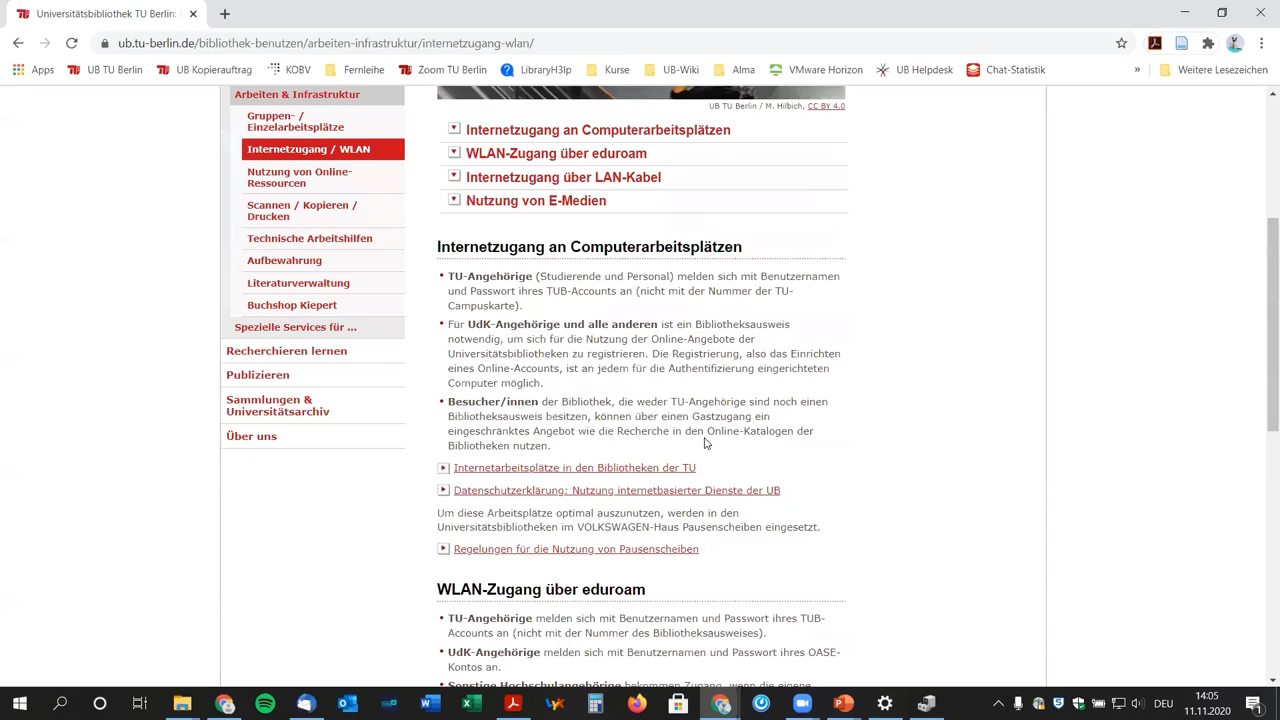 Universitätsbibliothek TU Berlin:
ub.tu-berlin.de/bibliothek-benutzen/arbeiten-infrastruktur/internetzugang-wlan/
Apps UB TU Berlin UB Kopierauftrag KOBV Fernleihe Zoom TU Berlin LibraryH3lp Kurse UB-Wiki Alma VMware Horizon UB Helpdesk Chat-Statistik » Weitere Lesezeichen
Arbeiten & Infrastruktur
Gruppen- /
Einzelarbeitsplätze
Internetzugang / WLAN
Nutzung von Online-
Ressourcen
Scannen / Kopieren /
Drucken
Technische Arbeitshilfen
Aufbewahrung
Literaturverwaltung
Buchshop Kiepert
Spezielle Services für ...
Recherchieren lernen
Publizieren
Sammlungen &
Universitätsarchiv
Über uns
UB TU Berlin / M. Hilbich, CC BY 4.0
Internetzugang an Computerarbeitsplätzen
WLAN-Zugang über eduroam
Internetzugang über LAN-Kabel
Nutzung von E-Medien
Internetzugang an Computerarbeitsplätzen
• TU-Angehörige (Studierende und Personal) melden sich mit Benutzernamen
und Passwort ihres TUB-Accounts an (nicht mit der Nummer der TU-
Campuskarte).
• Für UdK-Angehörige und alle anderen ist ein Bibliotheksausweis
notwendig, um sich für die Nutzung der Online-Angebote der
Universitätsbibliotheken zu registrieren. Die Registrierung, also das Einrichten
eines Online-Accounts, ist an jedem für die Authentifizierung eingerichteten
Computer möglich.
• Besucher/innen der Bibliothek, die weder TU-Angehörige sind noch einen
Bibliotheksausweis besitzen, können über einen Gastzugang ein
eingeschränktes Angebot wie die Recherche in den Online-Katalogen der
Bibliotheken nutzen.
Internetarbeitsplätze in den Bibliotheken der TU
Datenschutzerklärung: Nutzung internetbasierter Dienste der UB
Um diese Arbeitsplätze optimal auszunutzen, werden in den
Universitätsbibliotheken im VOLKSWAGEN-Haus Pausenscheiben eingesetzt.
Regelungen für die Nutzung von Pausenscheiben
WLAN-Zugang über eduroam
• TU-Angehörige melden sich mit Benutzernamen und Passwort ihres TUB-
Accounts an (nicht mit der Nummer des Bibliotheksausweises).
• UdK-Angehörige melden sich mit Benutzernamen und Passwort ihres OASE-
Kontos an.
• Sonstige Hochschulangehörige bekommen Zugang, wenn die eigene
DEU
14:05
11.11.2020